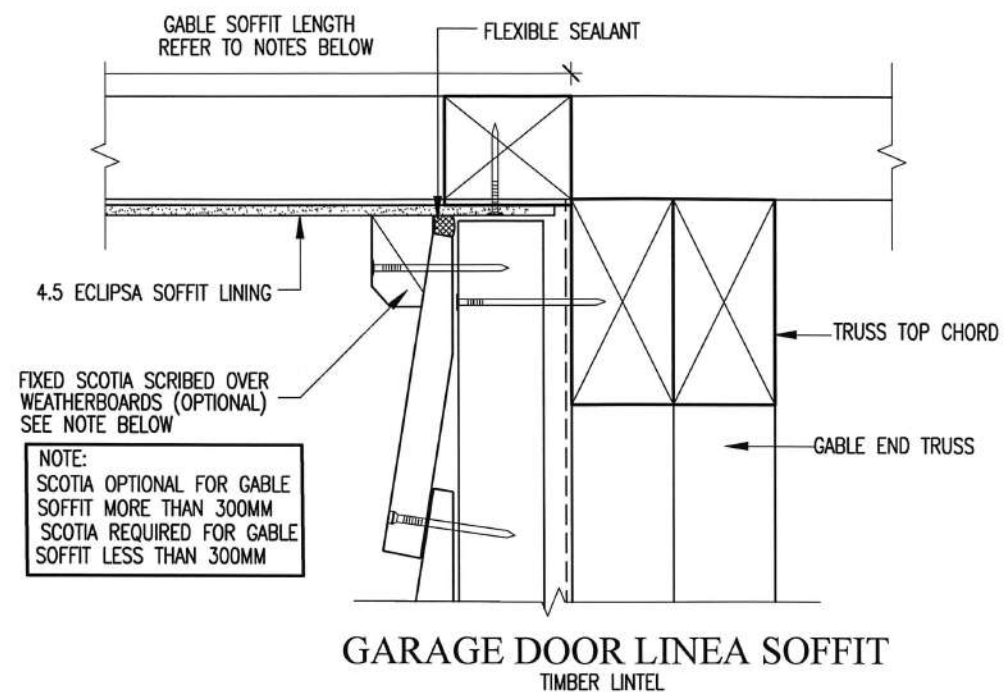 GABLE SOFFIT LENGTH
REFER TO NOTES BELOW
FLEXIBLE SEALANT
4.5 ECLIPSA SOFFIT LINING
TRUSS TOP CHORD
FIXED SCOTIA SCRIBED OVER
WEATHERBOARDS (OPTIONAL)
SEE NOTE BELOW
GABLE END TRUSS
NOTE:
SCOTIA OPTIONAL FOR GABLE
SOFFIT MORE THAN 300MM
SCOTIA REQUIRED FOR GABLE
SOFFIT LESS THAN 300MM
GARAGE DOOR LINEA SOFFIT
TIMBER LINTEL